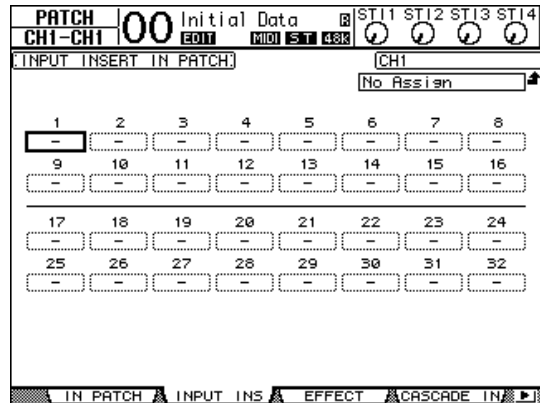 PATCH
CH1-CH1
00 Initial Data
EDIT MIDI ST 48K
ST1 ST2 ST3 ST4
INPUT INSERT IN PATCH
CH1
No Assign
1 2 3 4 5 6 7 8
- - - - - - - -
9 10 11 12 13 14 15 16
- - - - - - - -
17 18 19 20 21 22 23 24
- - - - - - - -
25 26 27 28 29 30 31 32
- - - - - - - -
IN PATCH INPUT INS EFFECT CASCADE IN